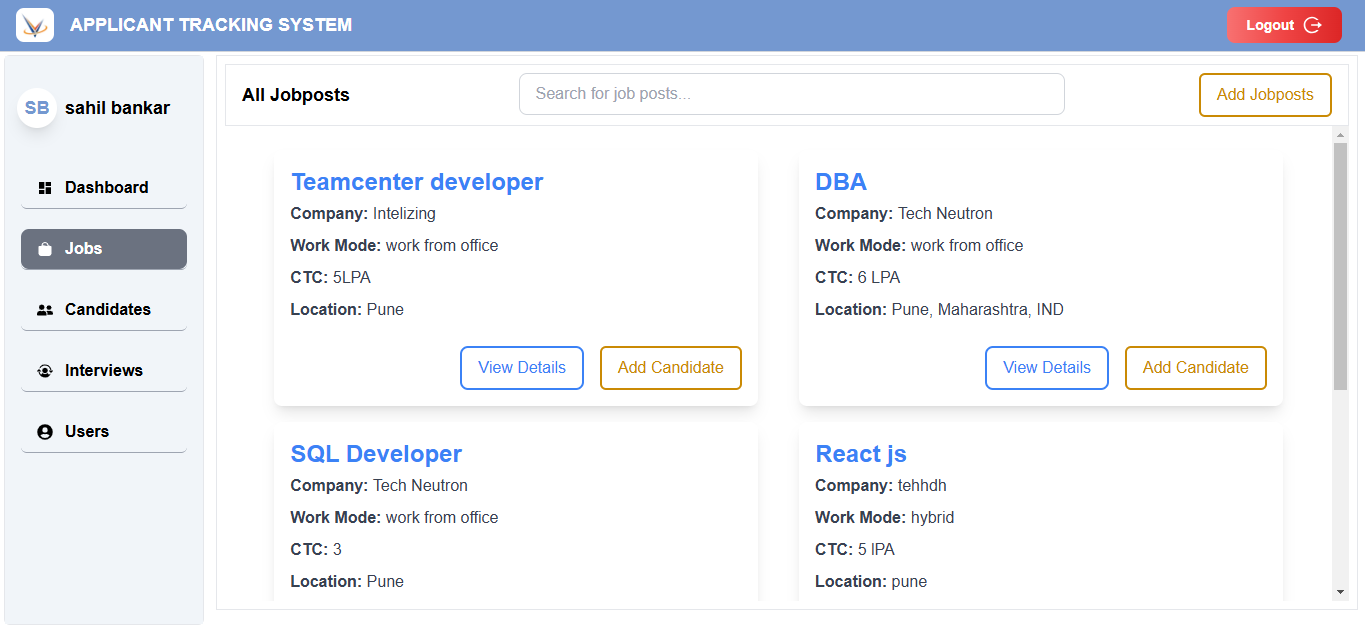 APPLICANT TRACKING SYSTEM
Logout
SB
sahil bankar
Dashboard
Jobs
Candidates
Interviews
Users
All Jobposts
Search for job posts...
Add Jobposts
Teamcenter developer
Company: Intelizing
Work Mode: work from office
CTC: 5LPA
Location: Pune
View Details
Add Candidate
DBA
Company: Tech Neutron
Work Mode: work from office
CTC: 6 LPA
Location: Pune, Maharashtra, IND
View Details
Add Candidate
SQL Developer
Company: Tech Neutron
Work Mode: work from office
CTC: 3
Location: Pune
React js
Company: tehhdh
Work Mode: hybrid
CTC: 5 lPA
Location: pune